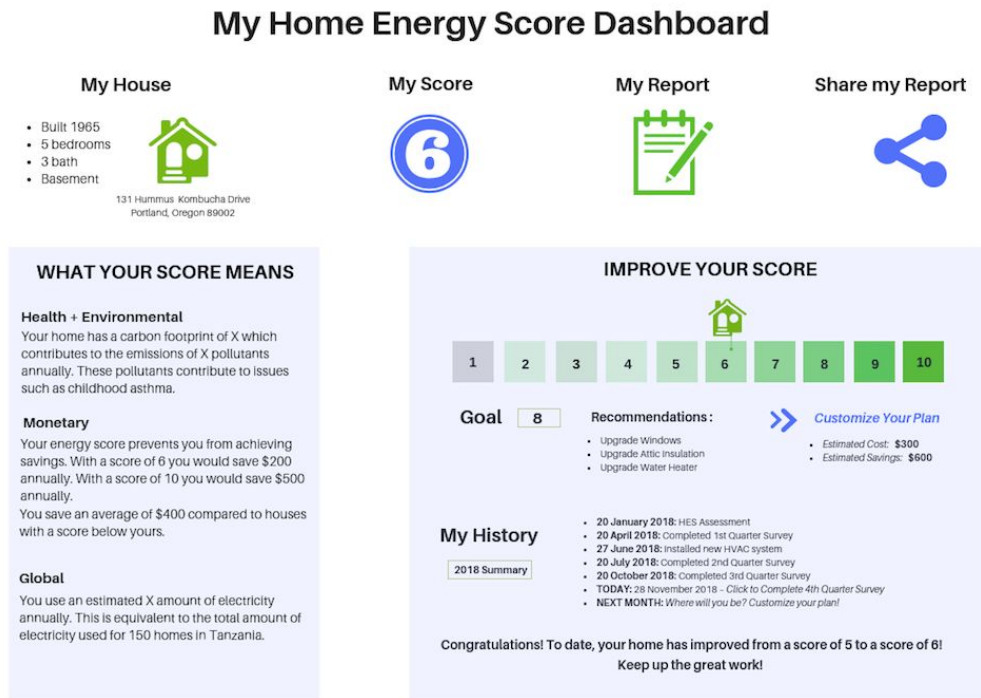 My Home Energy Score Dashboard
My House
• Built 1965
• 5 bedrooms
• 3 bath
• Basement
131 Hummus Kombucha Drive
Portland, Oregon 89002
My Score
6
My Report
Share my Report
WHAT YOUR SCORE MEANS
Health + Environmental
Your home has a carbon footprint of X which
contributes to the emissions of X pollutants
annually. These pollutants contribute to issues
such as childhood asthma.
Monetary
Your energy score prevents you from achieving
savings. With a score of 6 you would save $200
annually. With a score of 10 you would save $500
annually.
You save an average of $400 compared to houses
with a score below yours.
Global
You use an estimated X amount of electricity
annually. This is equivalent to the total amount of
electricity used for 150 homes in Tanzania.
IMPROVE YOUR SCORE
1 2 3 4 5 6 7 8 9 10
Goal 8
Recommendations:
• Upgrade Windows
• Upgrade Attic Insulation
• Upgrade Water Heater
Customize Your Plan
• Estimated Cost: $300
• Estimated Savings: $600
My History
2018 Summary
• 20 January 2018: HES Assessment
• 20 April 2018: Completed 1st Quarter Survey
• 27 June 2018: Installed new HVAC system
• 20 July 2018: Completed 2nd Quarter Survey
• 20 October 2018: Completed 3rd Quarter Survey
• TODAY: 28 November 2018 – Click to Complete 4th Quarter Survey
• NEXT MONTH: Where will you be? Customize your plan!
Congratulations! To date, your home has improved from a score of 5 to a score of 6!
Keep up the great work!